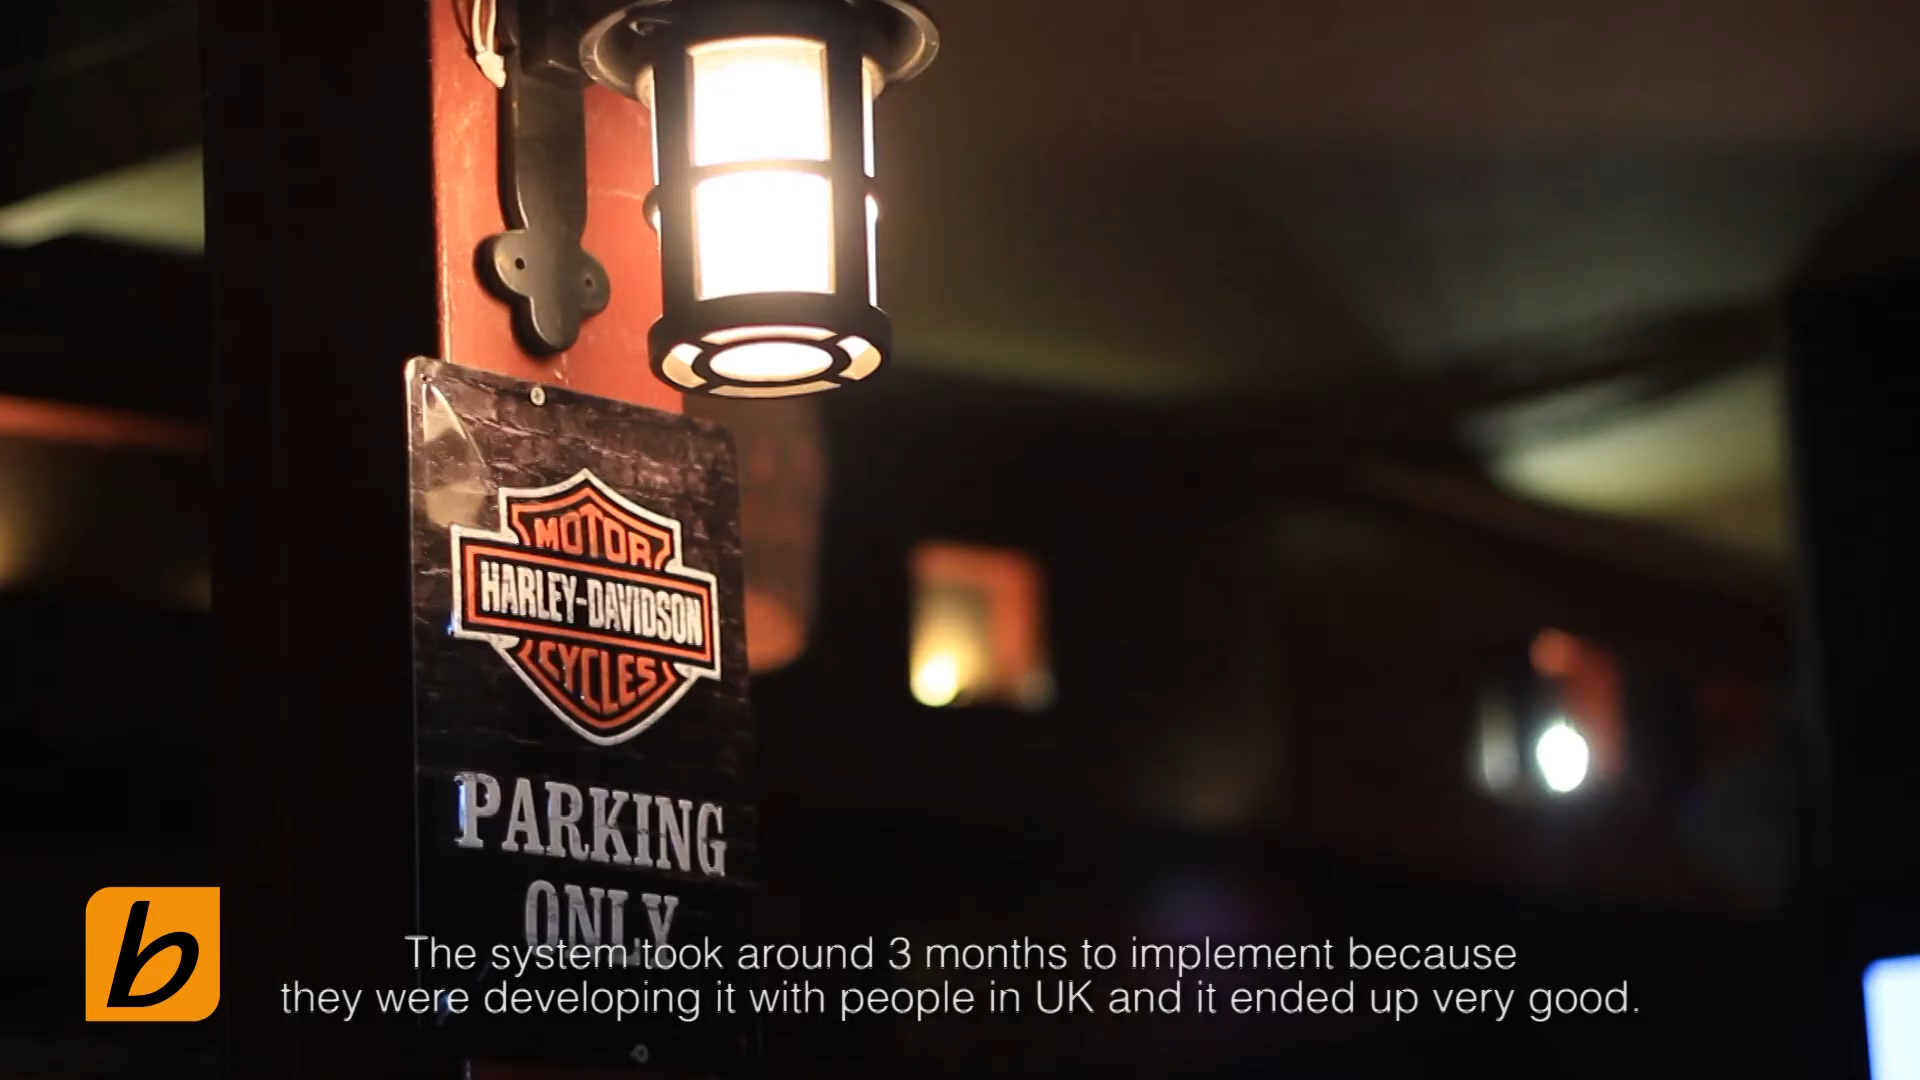 MOTOR
HARLEY-DAVIDSON
CYCLES
PARKING
ONLY
b
The system took around 3 months to implement because
they were developing it with people in UK and it ended up very good.